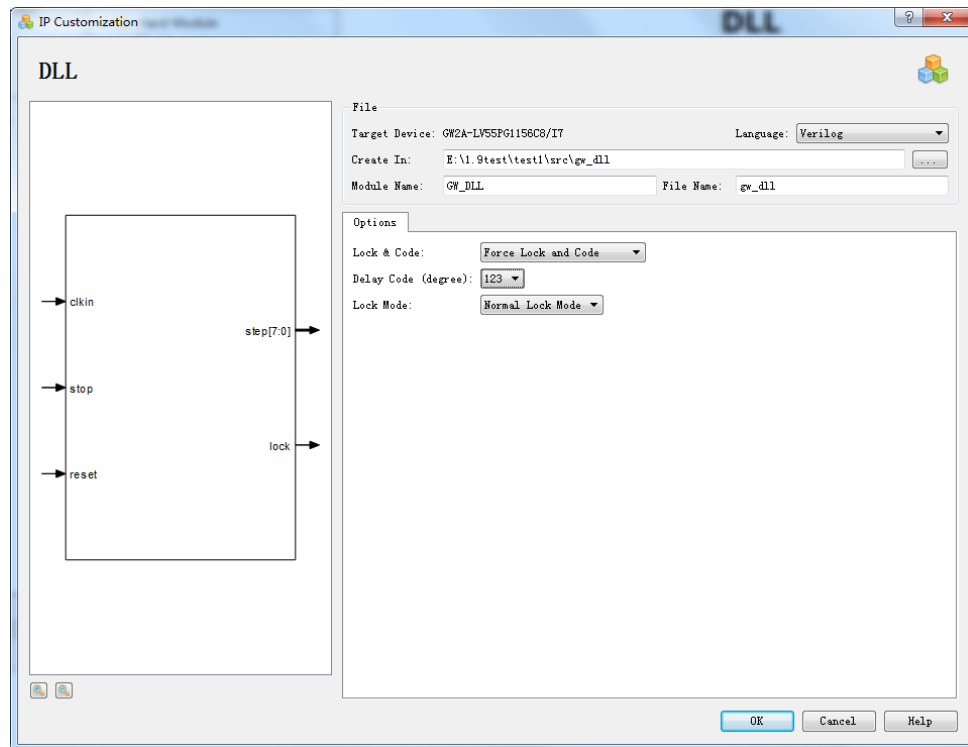 IP Customization
DLL
DLL
File
Target Device: GW2A-LV55PG1156C8/I7 Language: Verilog
Create In: E:\1.9test\test1\src\gw_dll ...
Module Name: GW_DLL File Name: gw_dll
Options
Lock & Code: Force Lock and Code
Delay Code (degree): 123
Lock Mode: Normal Lock Mode
clkin
step[7:0]
stop
lock
reset
OK Cancel Help